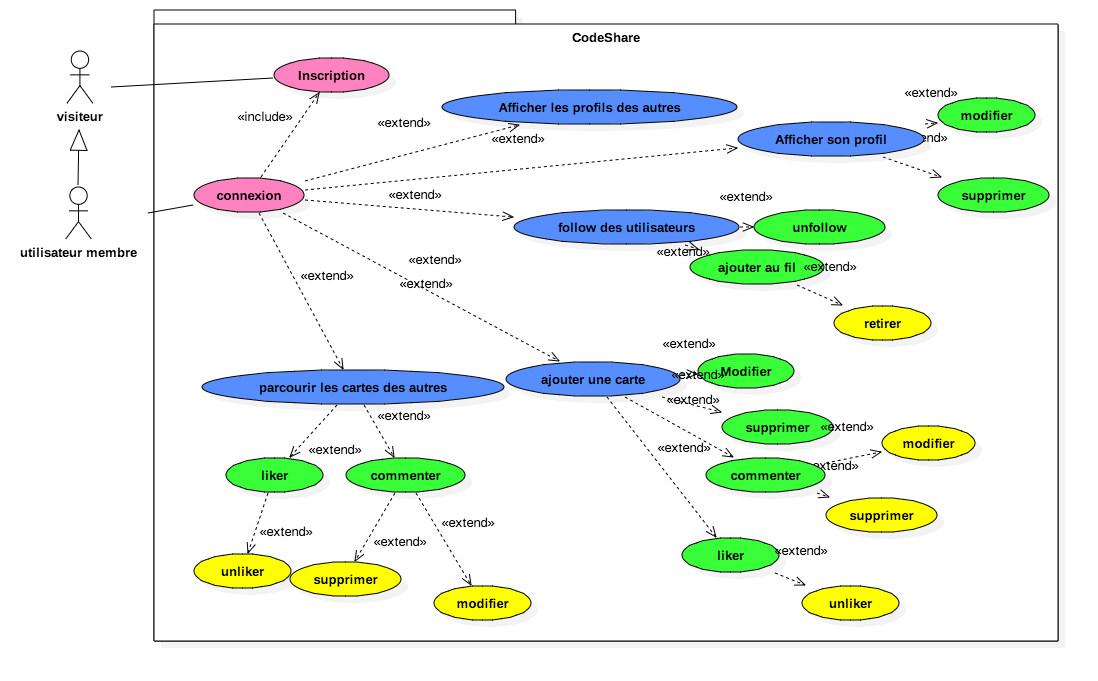 CodeShare
visiteur
utilisateur membre
Inscription
«include»
connexion
«extend»
Afficher les profils des autres
«extend»
Afficher son profil
«extend»
modifier
end»
supprimer
«extend»
follow des utilisateurs
«extend»
unfollow
«extend»
ajouter au fil
«extend»
retirer
«extend»
«extend»
«extend»
parcourir les cartes des autres
ajouter une carte
«extend»
Modifier
«extend»
«extend»
supprimer
«extend»
modifier
«extend»
«extend»
liker
commenter
«extend»
commenter
extend»
supprimer
«extend»
«extend»
«extend»
unliker
supprimer
modifier
liker
«extend»
unliker